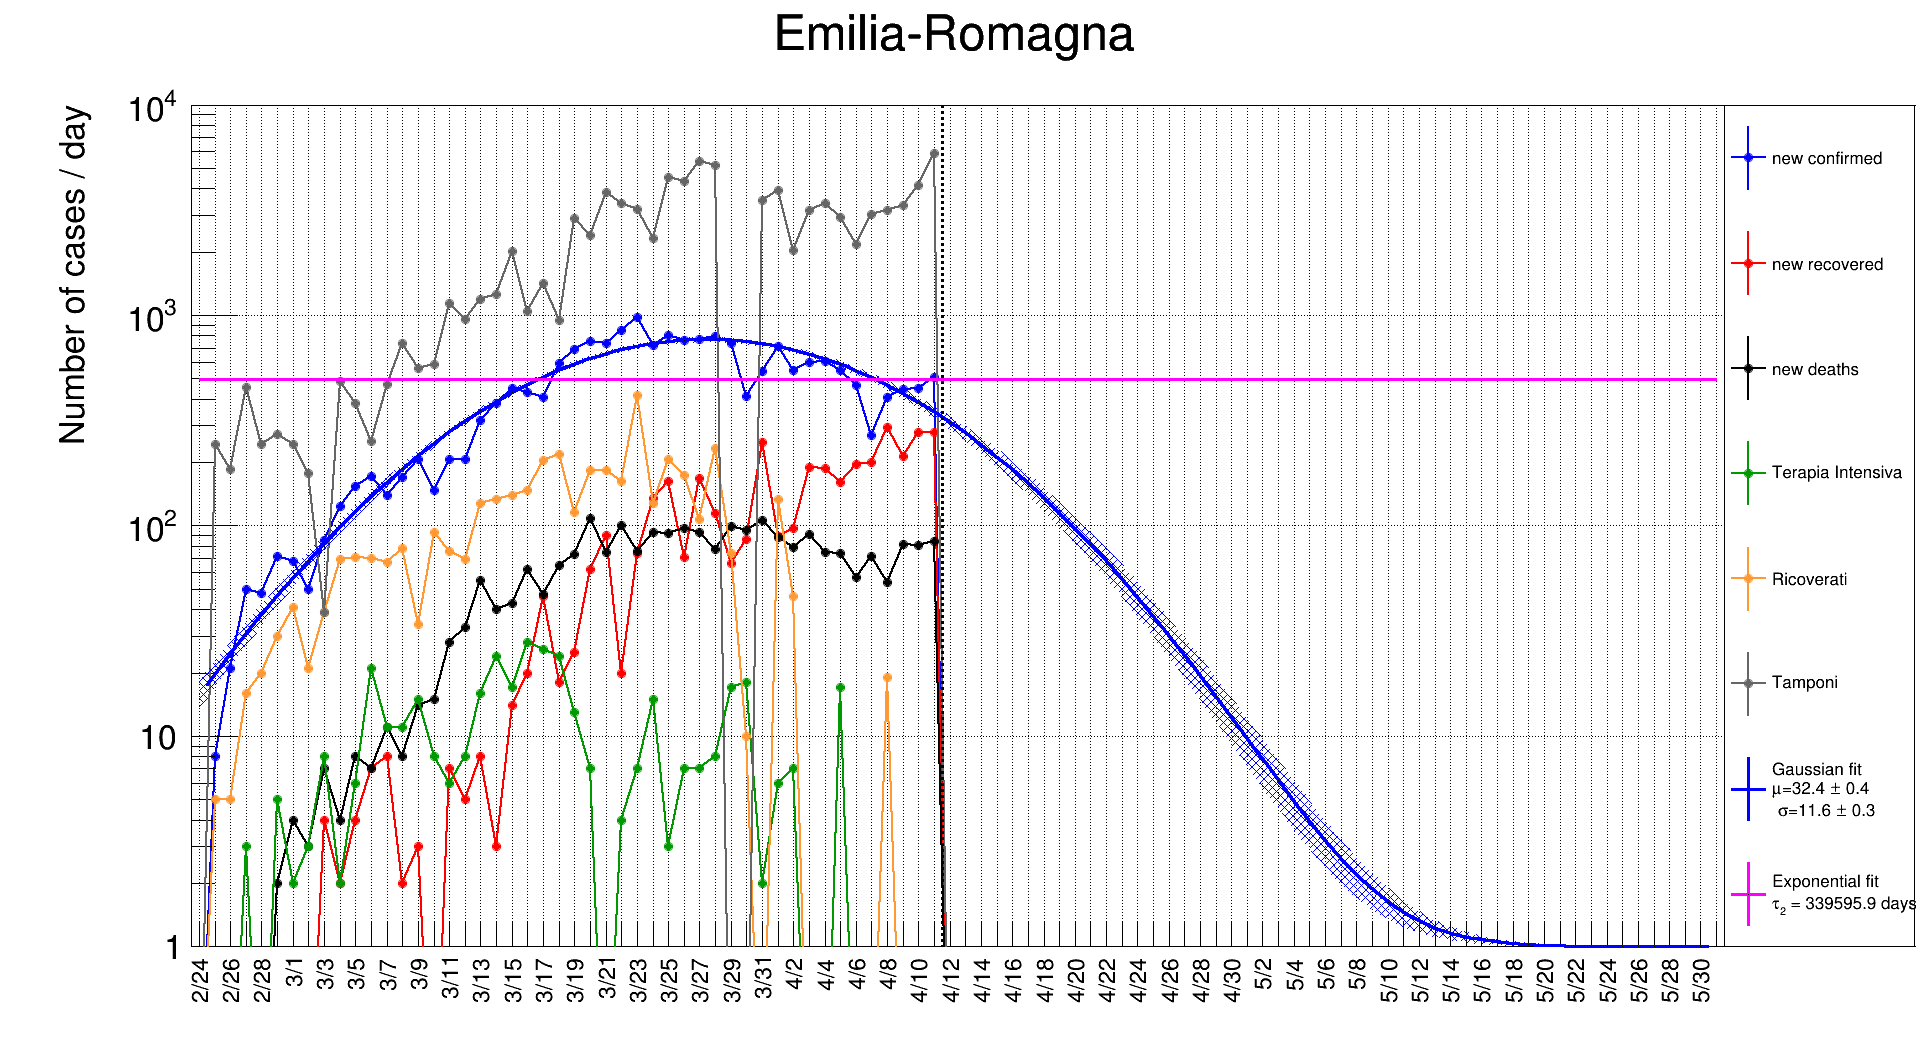 Emilia-Romagna
Number of cases / day
10⁴
10³
10²
10
1
2/24 2/26 2/28 3/1 3/3 3/5 3/7 3/9 3/11 3/13 3/15 3/17 3/19 3/21 3/23 3/25 3/27 3/29 3/31 4/2 4/4 4/6 4/8 4/10 4/12 4/14 4/16 4/18 4/20 4/22 4/24 4/26 4/28 4/30 5/2 5/4 5/6 5/8 5/10 5/12 5/14 5/16 5/18 5/20 5/22 5/24 5/26 5/28 5/30
new confirmed
new recovered
new deaths
Terapia Intensiva
Ricoverati
Tamponi
Gaussian fit
μ=32.4 ± 0.4
σ=11.6 ± 0.3
Exponential fit
τ₂ = 339595.9 days